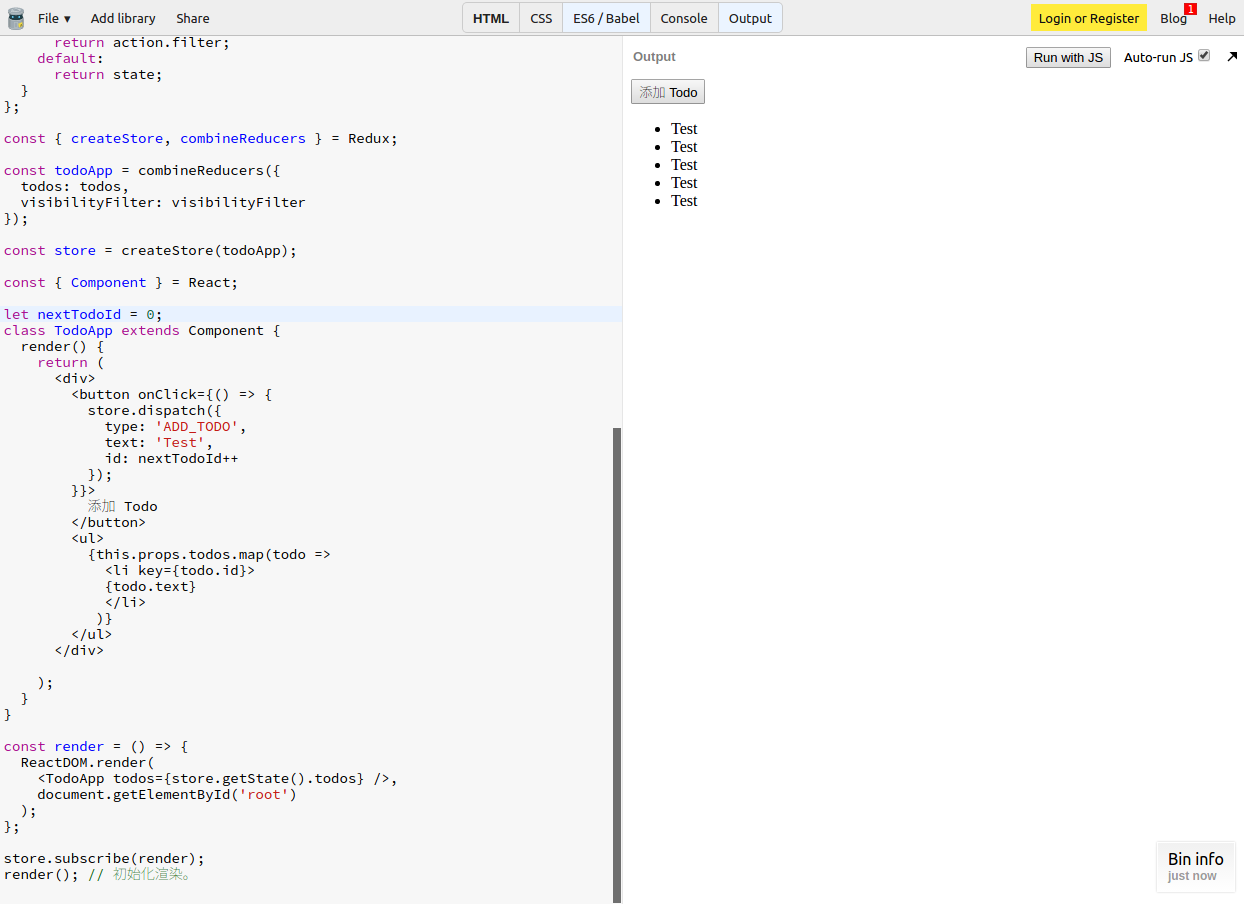 File ▾ Add library Share HTML CSS ES6 / Babel Console Output Login or Register Blog 1 Help
      return action.filter;
    default:
      return state;
  }
};
const { createStore, combineReducers } = Redux;
const todoApp = combineReducers({
  todos: todos,
  visibilityFilter: visibilityFilter
});
const store = createStore(todoApp);
const { Component } = React;
let nextTodoId = 0;
class TodoApp extends Component {
  render() {
    return (
      <div>
        <button onClick={() => {
          store.dispatch({
            type: 'ADD_TODO',
            text: 'Test',
            id: nextTodoId++
          });
        }}>
          添加 Todo
        </button>
        <ul>
          {this.props.todos.map(todo =>
            <li key={todo.id}>
            {todo.text}
            </li>
           )}
        </ul>
      </div>
    );
  }
}
const render = () => {
  ReactDOM.render(
    <TodoApp todos={store.getState().todos} />,
    document.getElementById('root')
  );
};
store.subscribe(render);
render(); // 初始化渲染。
Output Run with JS Auto-run JS
添加 Todo
• Test
• Test
• Test
• Test
• Test
Bin info
just now